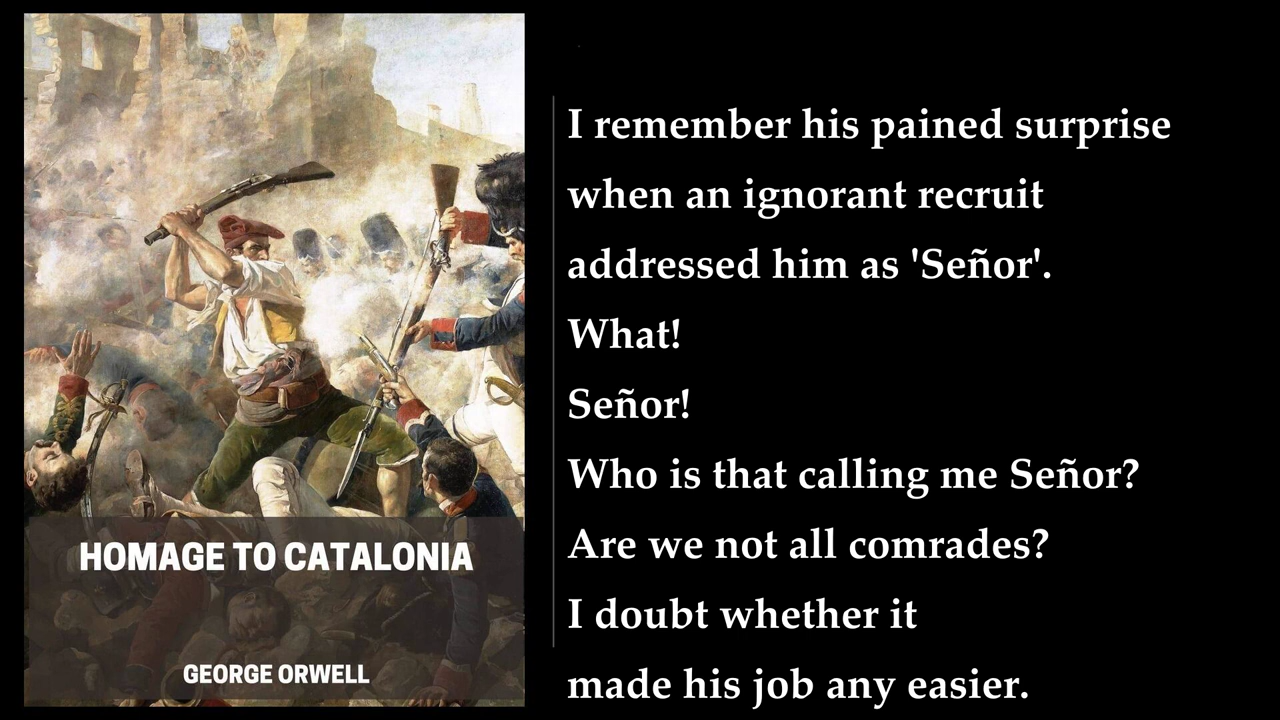 HOMAGE TO CATALONIA
GEORGE ORWELL
I remember his pained surprise
when an ignorant recruit
addressed him as 'Señor'.
What!
Señor!
Who is that calling me Señor?
Are we not all comrades?
I doubt whether it
made his job any easier.